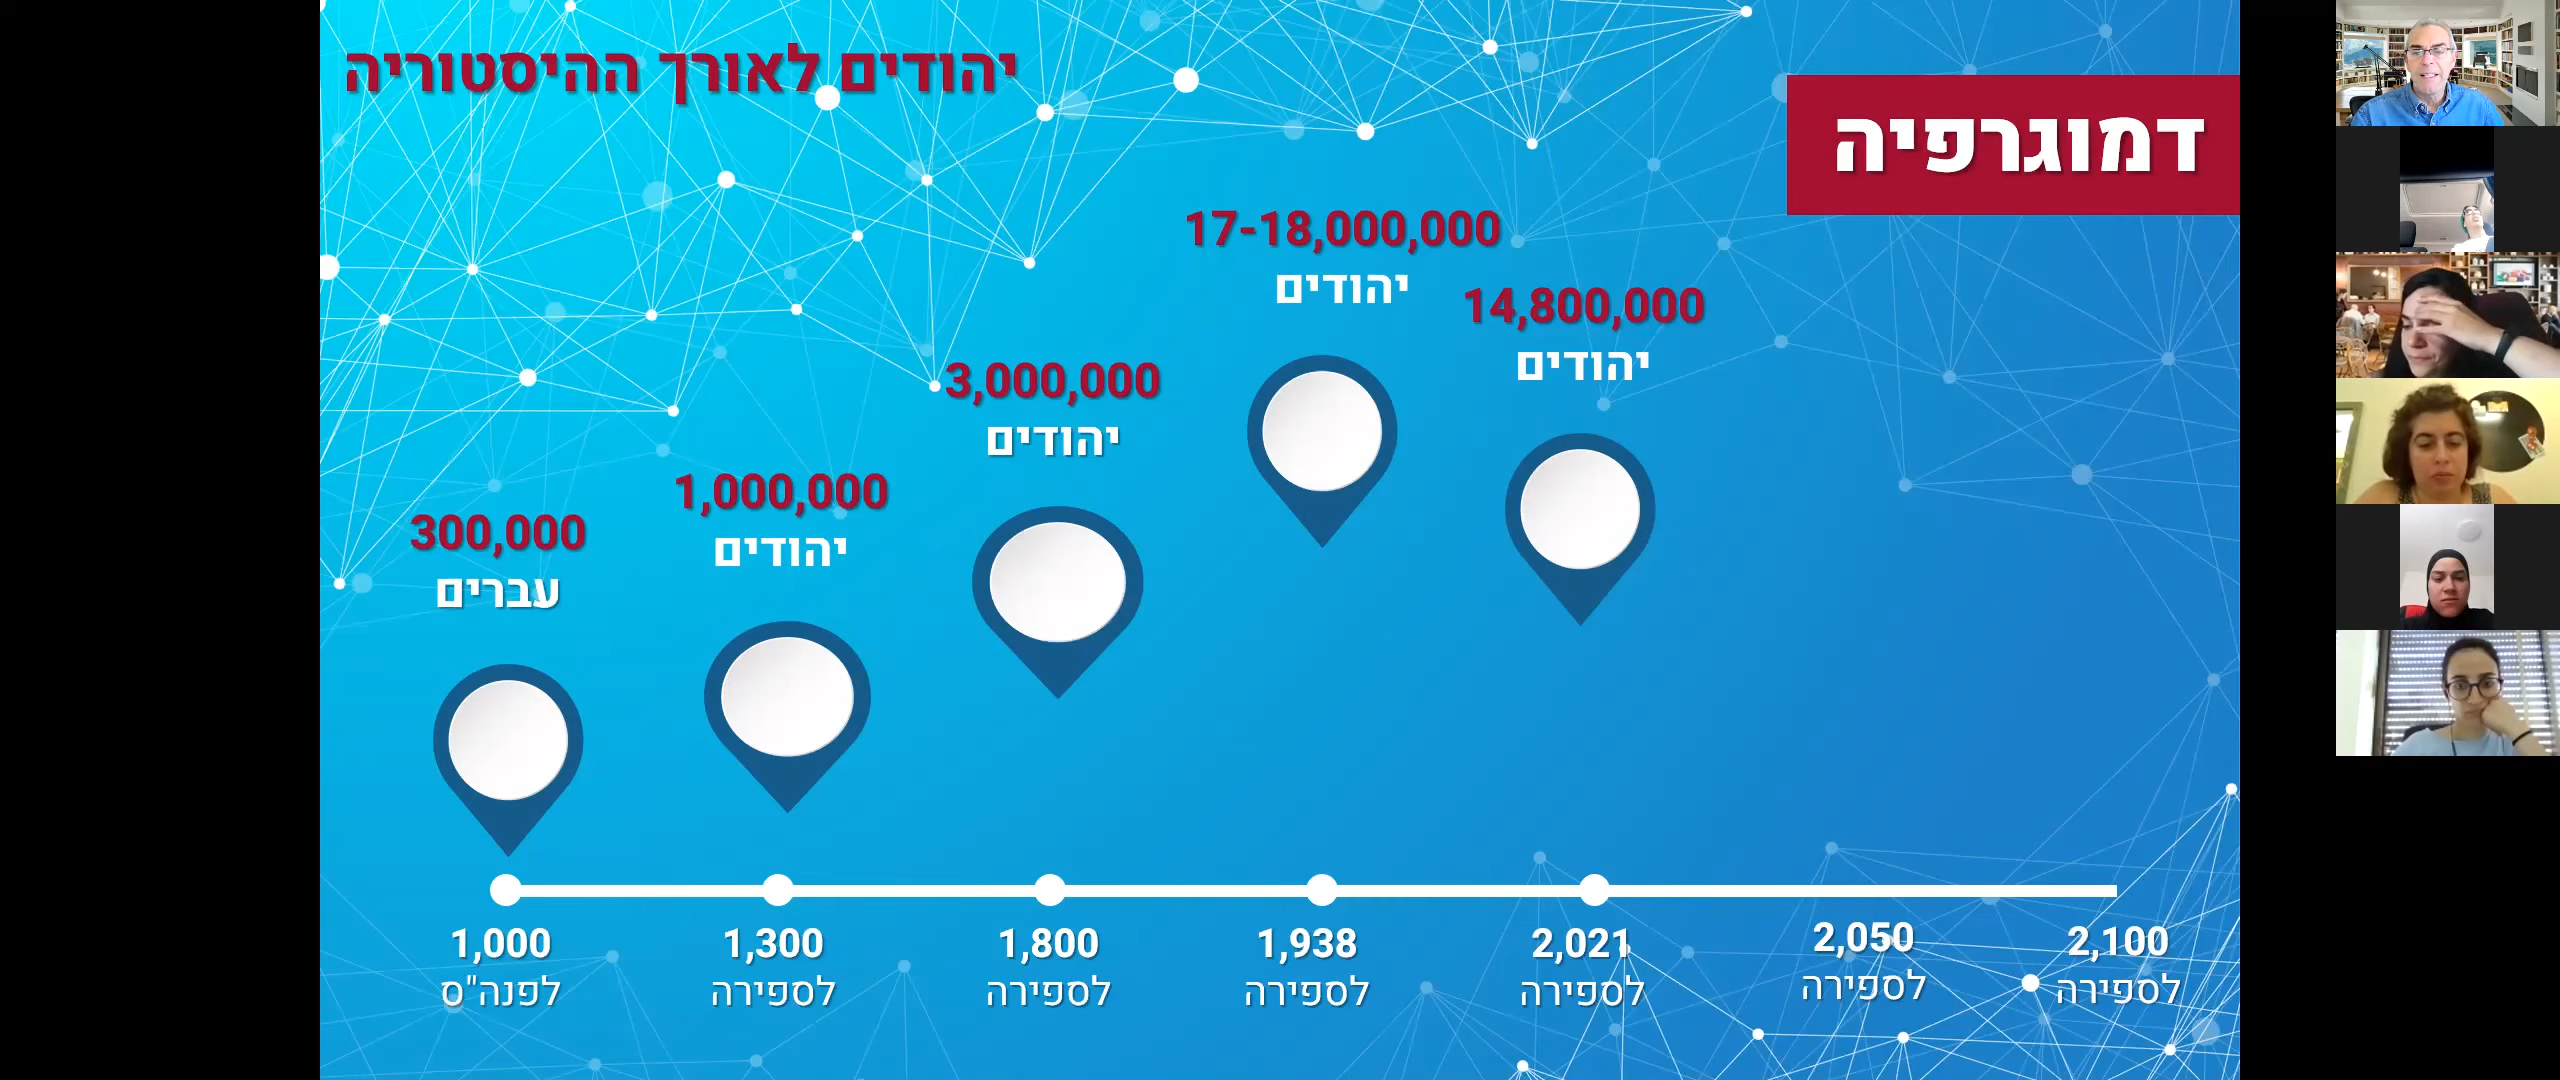 יהודים לאורך ההיסטוריה
דמוגרפיה
300,000
עברים
1,000,000
יהודים
3,000,000
יהודים
17-18,000,000
יהודים
14,800,000
יהודים
1,000
לפנה"ס
1,300
לספירה
1,800
לספירה
1,938
לספירה
2,021
לספירה
2,050
לספירה
2,100
לספירה